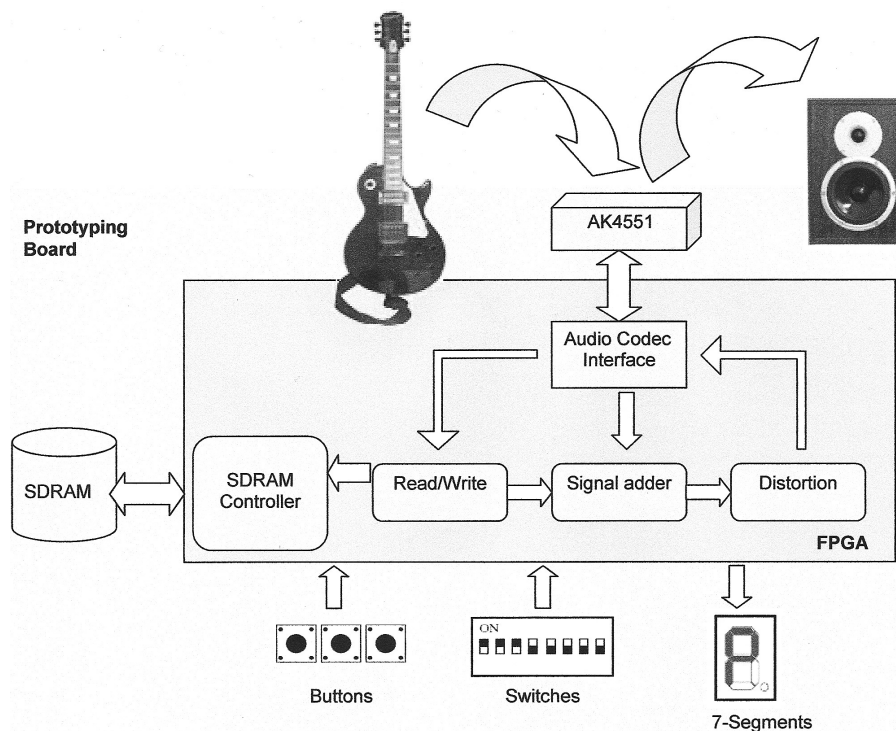 AK4551
Prototyping
Board
Audio Codec
Interface
SDRAM
SDRAM
Controller
Read/Write
Signal adder
Distortion
FPGA
ON
Buttons
Switches
7-Segments